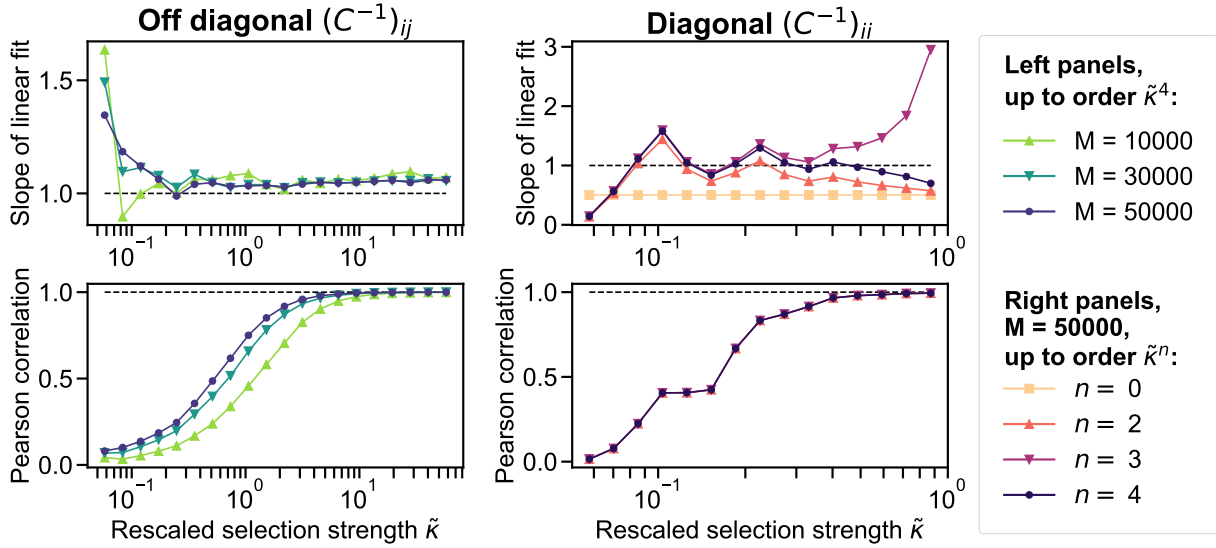 Off diagonal (C⁻¹)ᵢⱼ
Slope of linear fit
1.5
1.0
10⁻¹
10⁰
10¹
Pearson correlation
1.0
0.5
0.0
10⁻¹
10⁰
10¹
Rescaled selection strength κ̃
Diagonal (C⁻¹)ᵢᵢ
Slope of linear fit
3
2
1
0
10⁻¹
10⁰
Pearson correlation
1.0
0.5
0.0
10⁻¹
10⁰
Rescaled selection strength κ̃
Left panels,
up to order κ̃⁴:
M = 10000
M = 30000
M = 50000
Right panels,
M = 50000,
up to order κ̃ⁿ:
n = 0
n = 2
n = 3
n = 4